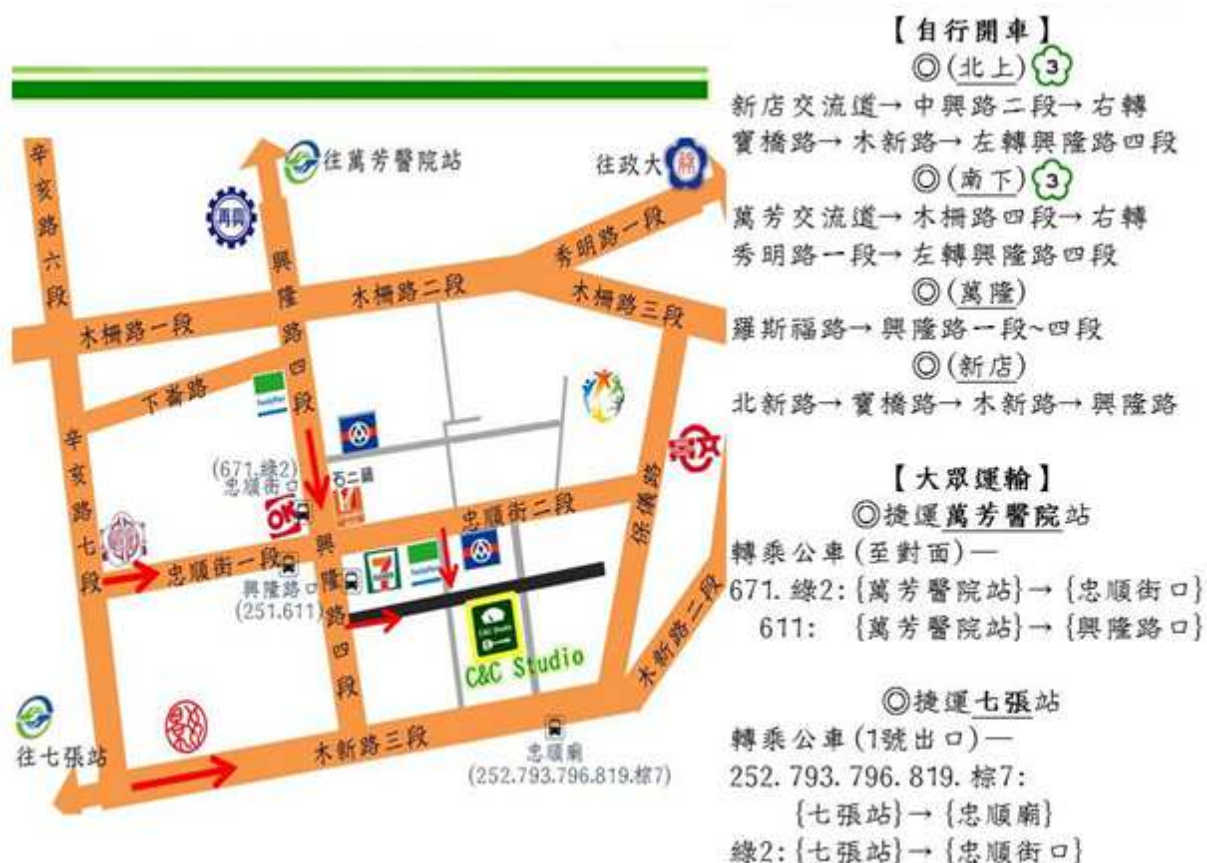 往萬芳醫院站
往政大
再興
辛亥路六段
興隆路四段
秀明路一段
木柵路二段
木柵路三段
木柵路一段
下崙路
FamilyMart
(671.綠2)
忠順街口
石二鍋
OK
辛亥路七段
忠順街二段
保儀路
忠順街一段
興隆路口
(251.611)
7
FamilyMart
興隆路四段
C&C Studio
C&C Studio
木新路二段
木新路三段
往七張站
忠順廟
(252.793.796.819.棕7)
【自行開車】
◎(北上)3
新店交流道→中興路二段→右轉
寶橋路→木新路→左轉興隆路四段
◎(南下)3
萬芳交流道→木柵路四段→右轉
秀明路一段→左轉興隆路四段
◎(萬隆)
羅斯福路→興隆路一段~四段
◎(新店)
北新路→寶橋路→木新路→興隆路
【大眾運輸】
◎捷運萬芳醫院站
轉乘公車(至對面)—
671.綠2:{萬芳醫院站}→{忠順街口}
611: {萬芳醫院站}→{興隆路口}
◎捷運七張站
轉乘公車(1號出口)—
252.793.796.819.棕7:
{七張站}→{忠順廟}
綠2:{七張站}→{忠順街口}